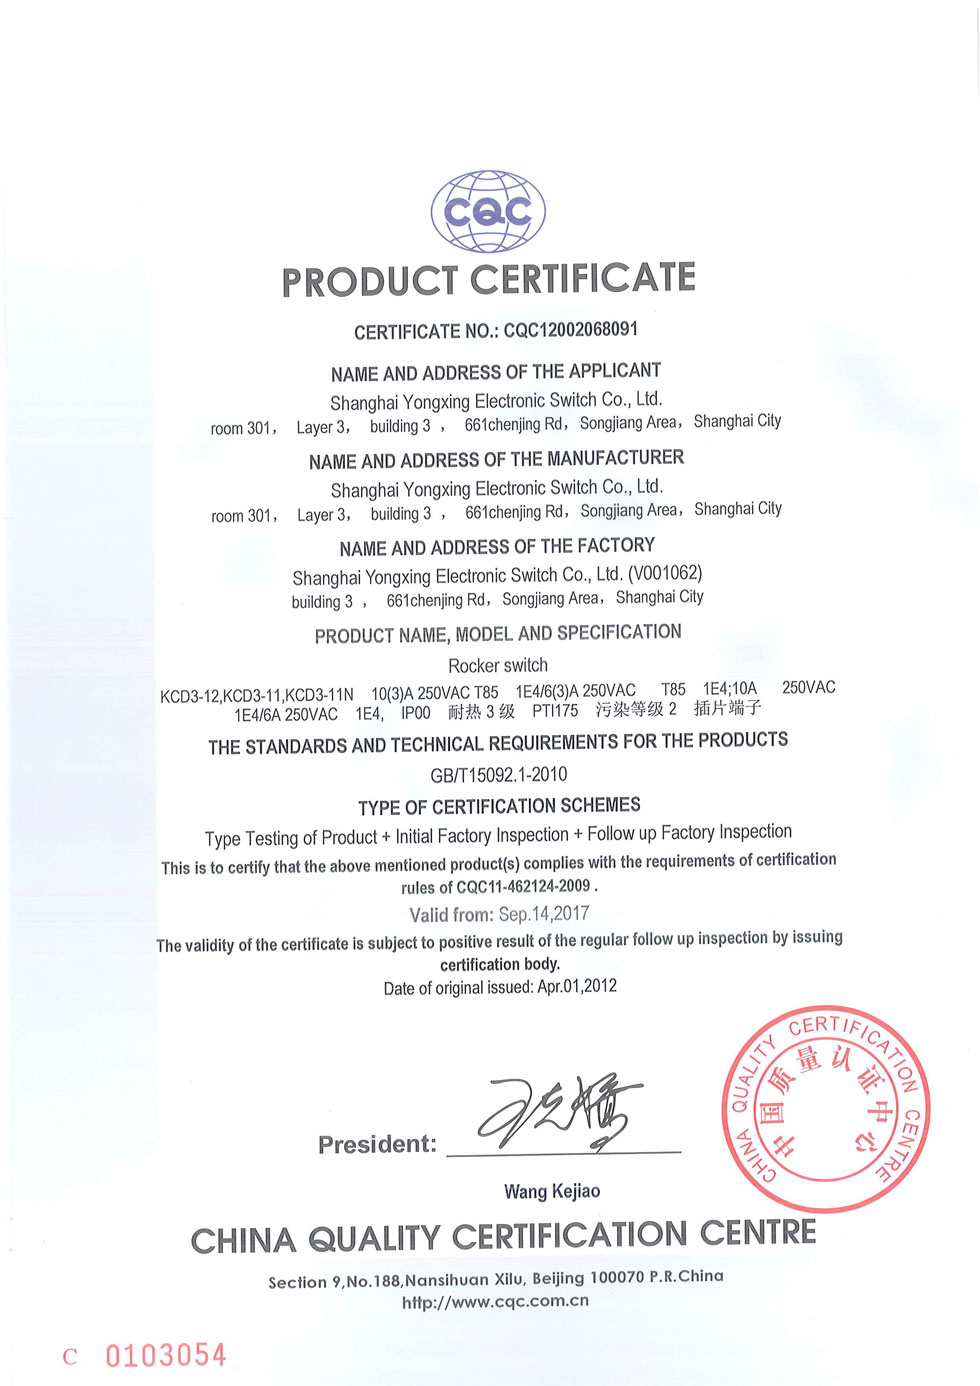 CQC
PRODUCT CERTIFICATE
CERTIFICATE NO.: CQC12002068091
NAME AND ADDRESS OF THE APPLICANT
Shanghai Yongxing Electronic Switch Co., Ltd.
room 301, Layer 3, building 3 , 661chenjing Rd, Songjiang Area, Shanghai City
NAME AND ADDRESS OF THE MANUFACTURER
Shanghai Yongxing Electronic Switch Co., Ltd.
room 301, Layer 3, building 3 , 661chenjing Rd, Songjiang Area, Shanghai City
NAME AND ADDRESS OF THE FACTORY
Shanghai Yongxing Electronic Switch Co., Ltd. (V001062)
building 3 , 661chenjing Rd, Songjiang Area, Shanghai City
PRODUCT NAME, MODEL AND SPECIFICATION
Rocker switch
KCD3-12,KCD3-11,KCD3-11N 10(3)A 250VAC T85 1E4/6(3)A 250VAC T85 1E4;10A 250VAC
1E4/6A 250VAC 1E4, IP00 耐热 3 级 PTI175 污染等级 2 插片端子
THE STANDARDS AND TECHNICAL REQUIREMENTS FOR THE PRODUCTS
GB/T15092.1-2010
TYPE OF CERTIFICATION SCHEMES
Type Testing of Product + Initial Factory Inspection + Follow up Factory Inspection
This is to certify that the above mentioned product(s) complies with the requirements of certification
rules of CQC11-462124-2009 .
Valid from: Sep.14,2017
The validity of the certificate is subject to positive result of the regular follow up inspection by issuing
certification body.
Date of original issued: Apr.01,2012
CHINA QUALITY CERTIFICATION CENTRE
中国质量认证中心
President: 王克娇
Wang Kejiao
CHINA QUALITY CERTIFICATION CENTRE
Section 9,No.188,Nansihuan Xilu, Beijing 100070 P.R.China
http://www.cqc.com.cn
C 0103054